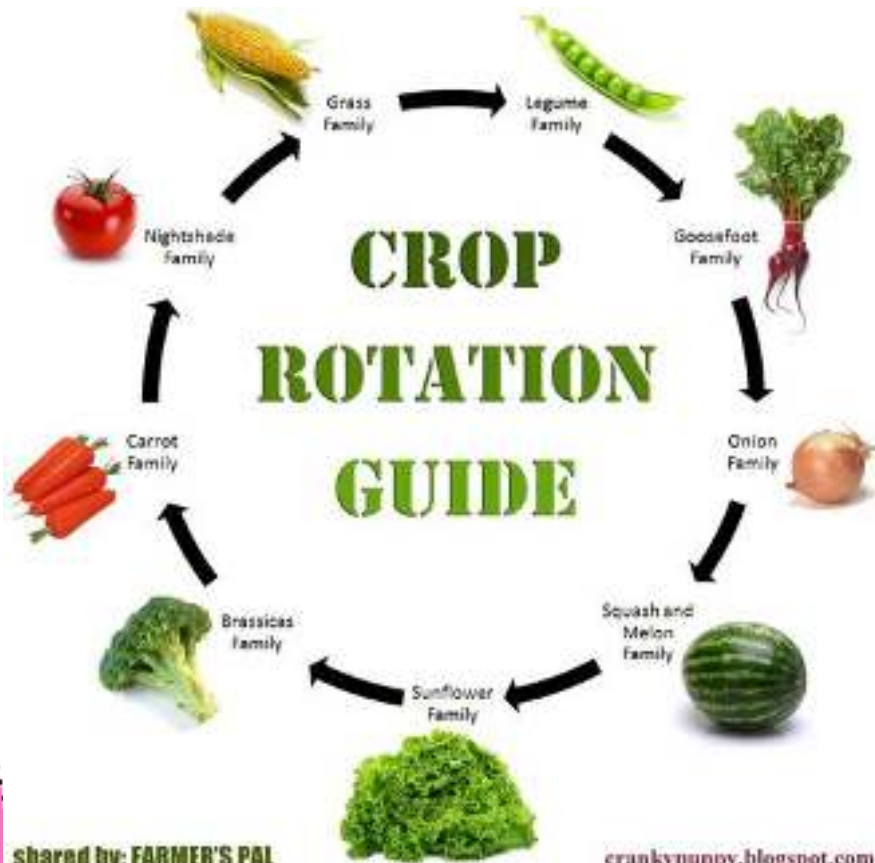 CROP
ROTATION
GUIDE
Grass
Family
Legume
Family
Goosefoot
Family
Onion
Family
Squash and
Melon
Family
Sunflower
Family
Brassicas
Family
Carrot
Family
Nightshade
Family
shared by: FARMER'S PAL
crankypuppy.blogspot.com